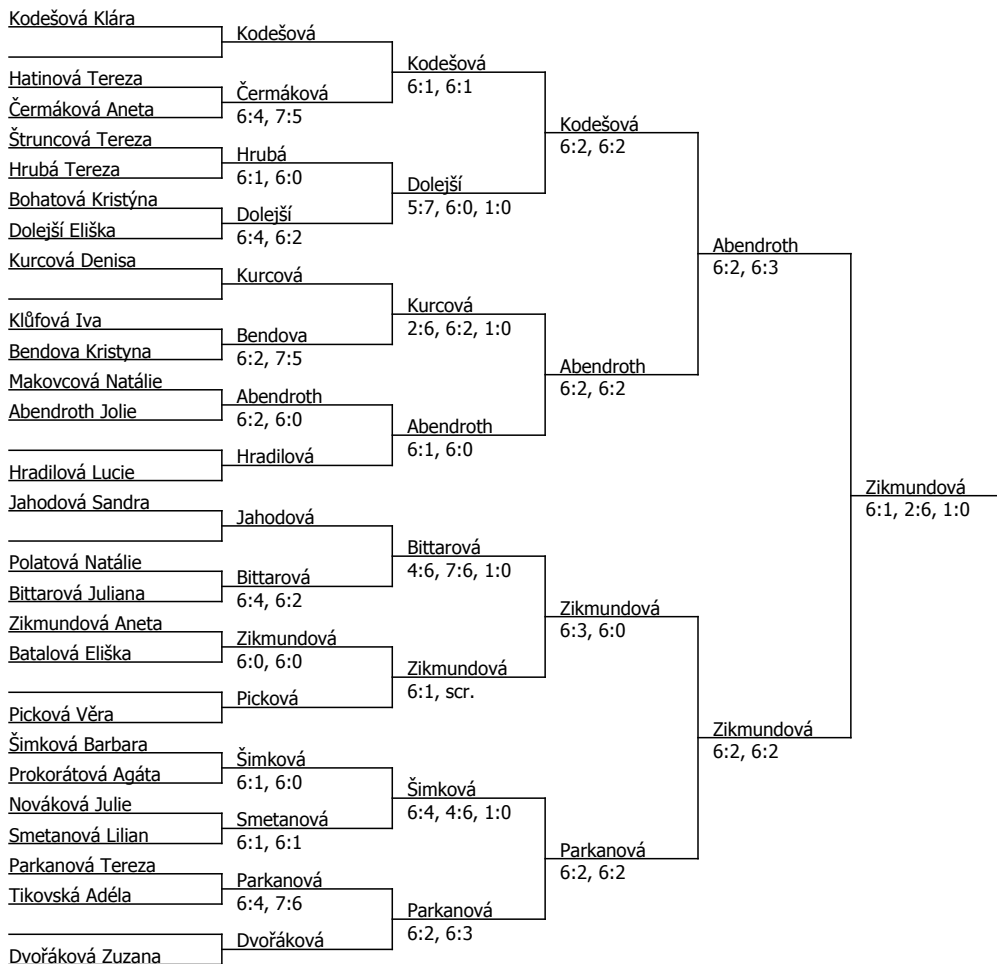 Kodešová Klára
Kodešová
Kodešová
6:1, 6:1
Hatinová Tereza
Čermáková
6:4, 7:5
Čermáková Aneta
Kodešová
6:2, 6:2
Štruncová Tereza
Hrubá
6:1, 6:0
Hrubá Tereza
Dolejší
5:7, 6:0, 1:0
Bohatová Kristýna
Dolejší
6:4, 6:2
Dolejší Eliška
Abendroth
6:2, 6:3
Kurcová Denisa
Kurcová
Kurcová
2:6, 6:2, 1:0
Klůfová Iva
Bendova
6:2, 7:5
Bendova Kristyna
Abendroth
6:2, 6:2
Makovcová Natálie
Abendroth
6:2, 6:0
Abendroth Jolie
Abendroth
6:1, 6:0
Hradilová
Hradilová Lucie
Zikmundová
6:1, 2:6, 1:0
Jahodová Sandra
Jahodová
Bittarová
4:6, 7:6, 1:0
Polatová Natálie
Bittarová
6:4, 6:2
Bittarová Juliana
Zikmundová
6:3, 6:0
Zikmundová Aneta
Zikmundová
6:0, 6:0
Batalová Eliška
Zikmundová
6:1, scr.
Picková
Picková Věra
Zikmundová
6:2, 6:2
Šimková Barbara
Šimková
6:1, 6:0
Prokorátová Agáta
Šimková
6:4, 4:6, 1:0
Nováková Julie
Smetanová
6:1, 6:1
Smetanová Lilian
Parkanová
6:2, 6:2
Parkanová Tereza
Parkanová
6:4, 7:6
Tikovská Adéla
Parkanová
6:2, 6:3
Dvořáková
Dvořáková Zuzana